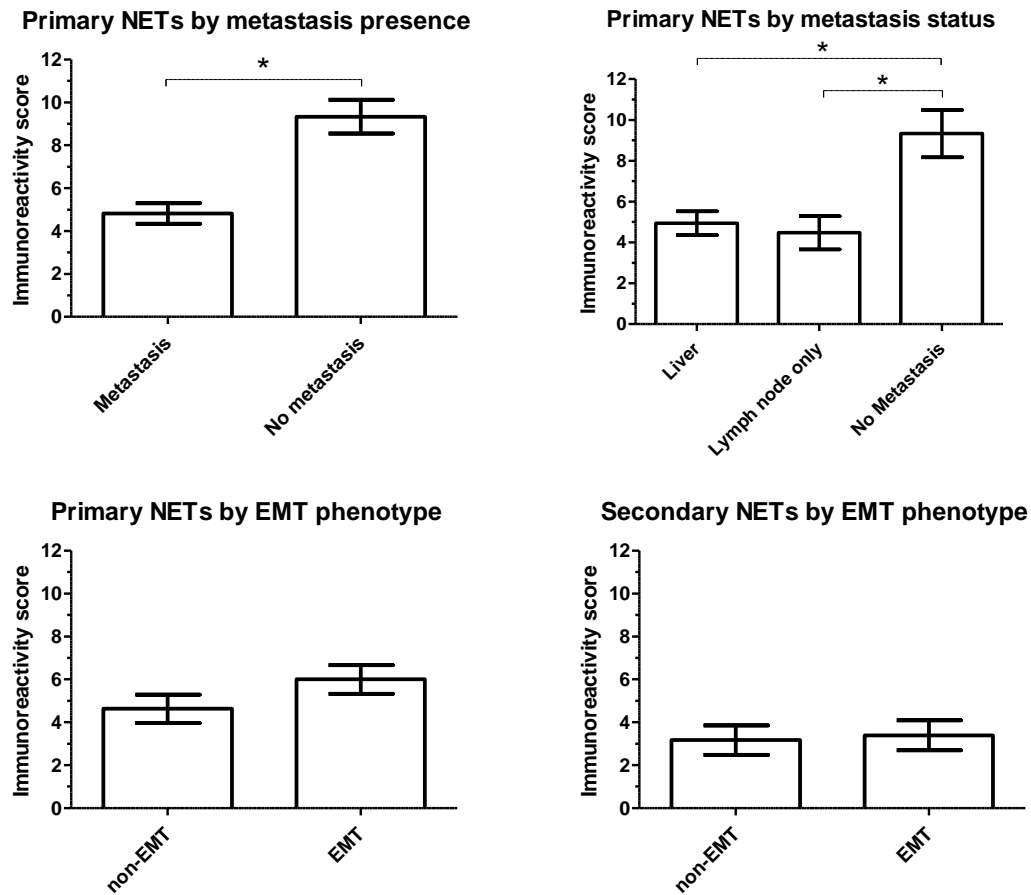 Primary NETs by metastasis presence
Immunoreactivity score
12
10
8
6
4
2
0
*
Metastasis
No metastasis
Primary NETs by metastasis status
Immunoreactivity score
12
10
8
6
4
2
0
*
*
Liver
Lymph node only
No Metastasis
Primary NETs by EMT phenotype
Immunoreactivity score
12
10
8
6
4
2
0
non-EMT
EMT
Secondary NETs by EMT phenotype
Immunoreactivity score
12
10
8
6
4
2
0
non-EMT
EMT